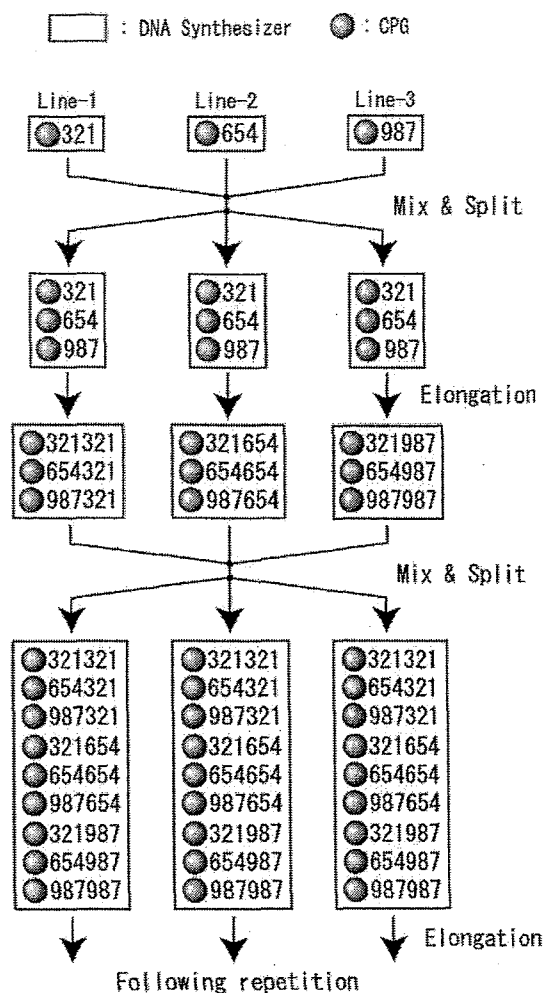 : DNA Synthesizer : CPG
Line-1 Line-2 Line-3
321 654 987
Mix & Split
321 321 321
654 654 654
987 987 987
Elongation
321321 321654 321987
654321 654654 654987
987321 987654 987987
Mix & Split
321321 321321 321321
654321 654321 654321
987321 987321 987321
321654 321654 321654
654654 654654 654654
987654 987654 987654
321987 321987 321987
654987 654987 654987
987987 987987 987987
Elongation
Following repetition